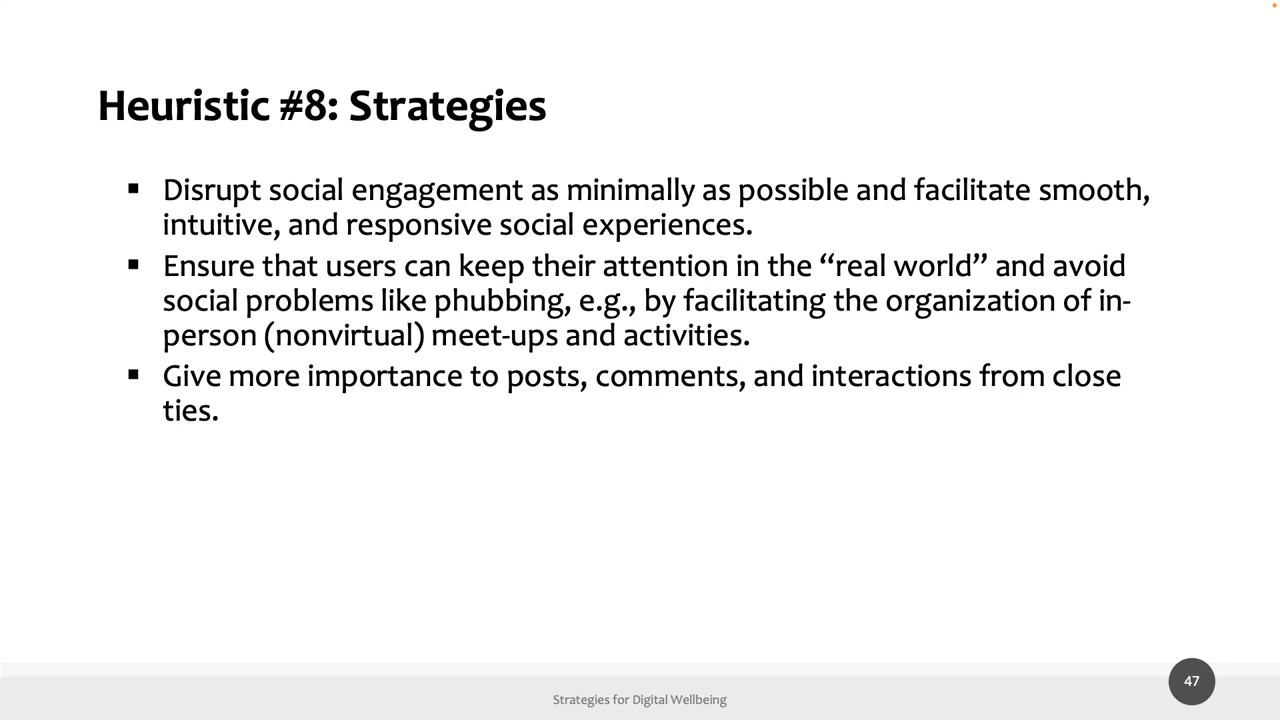 Heuristic #8: Strategies
▪ Disrupt social engagement as minimally as possible and facilitate smooth,
intuitive, and responsive social experiences.
▪ Ensure that users can keep their attention in the “real world” and avoid
social problems like phubbing, e.g., by facilitating the organization of in-
person (nonvirtual) meet-ups and activities.
▪ Give more importance to posts, comments, and interactions from close
ties.
47
Strategies for Digital Wellbeing